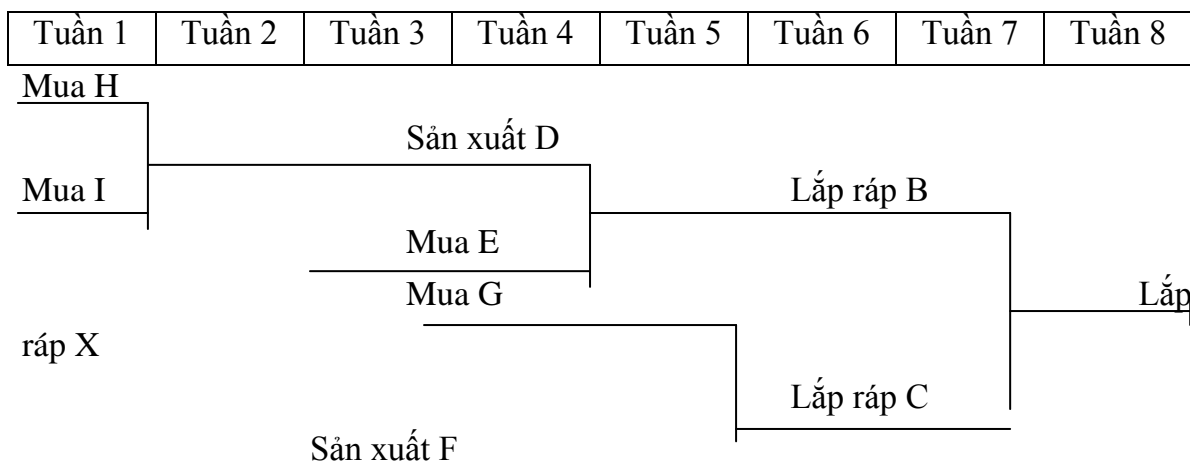 Tuần 1 Tuần 2 Tuần 3 Tuần 4 Tuần 5 Tuần 6 Tuần 7 Tuần 8
Mua H
Sản xuất D
Mua I Lắp ráp B
Mua E
Mua G Lắp
ráp X
Lắp ráp C
Sản xuất F